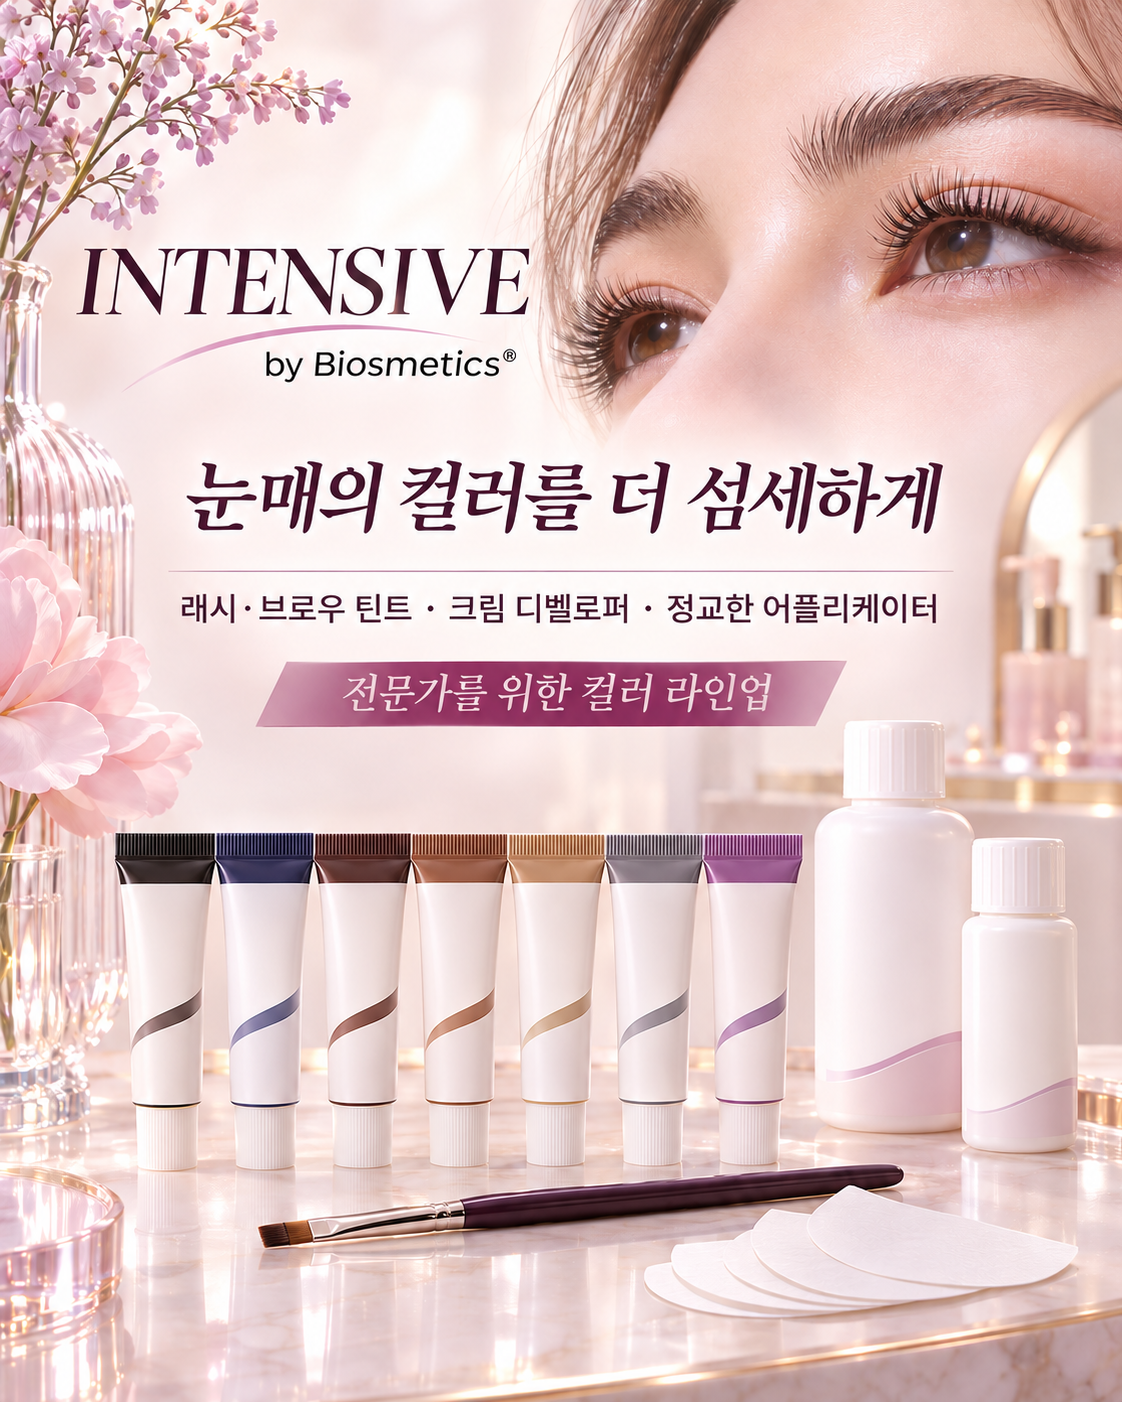 INTENSIVE
by Biosmetics®
눈매의 컬러를 더 섬세하게
래시·브로우 틴트 · 크림 디벨로퍼 · 정교한 어플리케이터
전문가를 위한 컬러 라인업